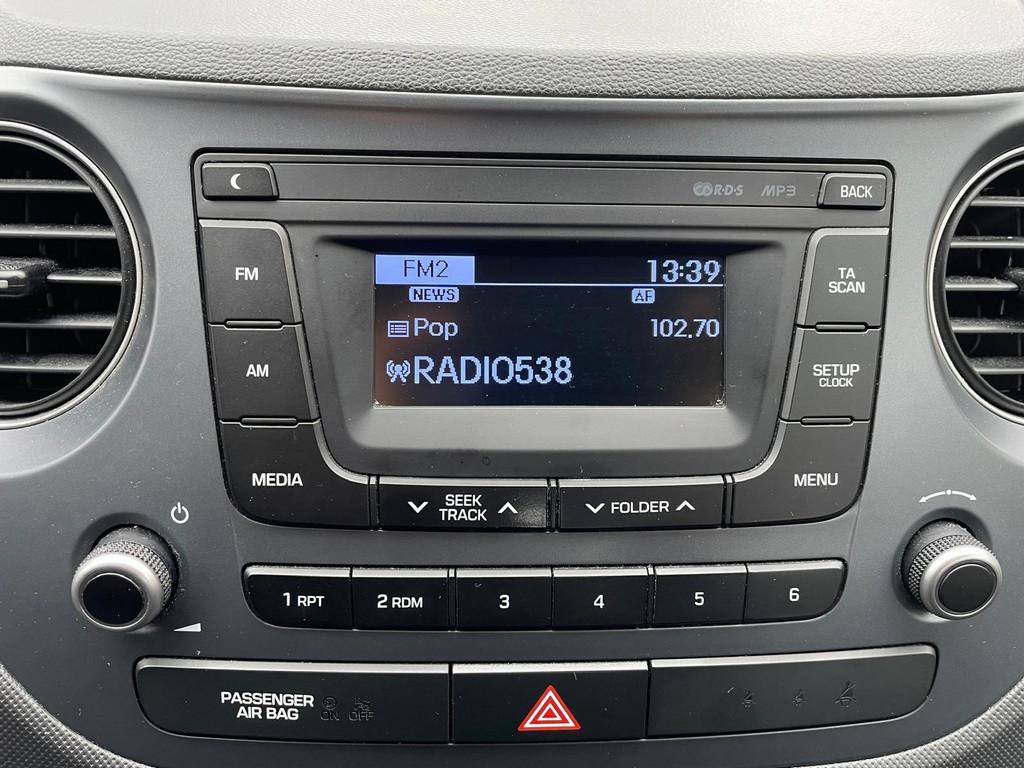 R·D·S MP3 BACK
FM
FM2 13:39
NEWS AF
Pop 102.70
RADIO538
TA
SCAN
AM
SETUP
CLOCK
MEDIA
SEEK
TRACK
FOLDER
MENU
1 RPT
2 RDM
3
4
5
6
PASSENGER
AIR BAG ON OFF